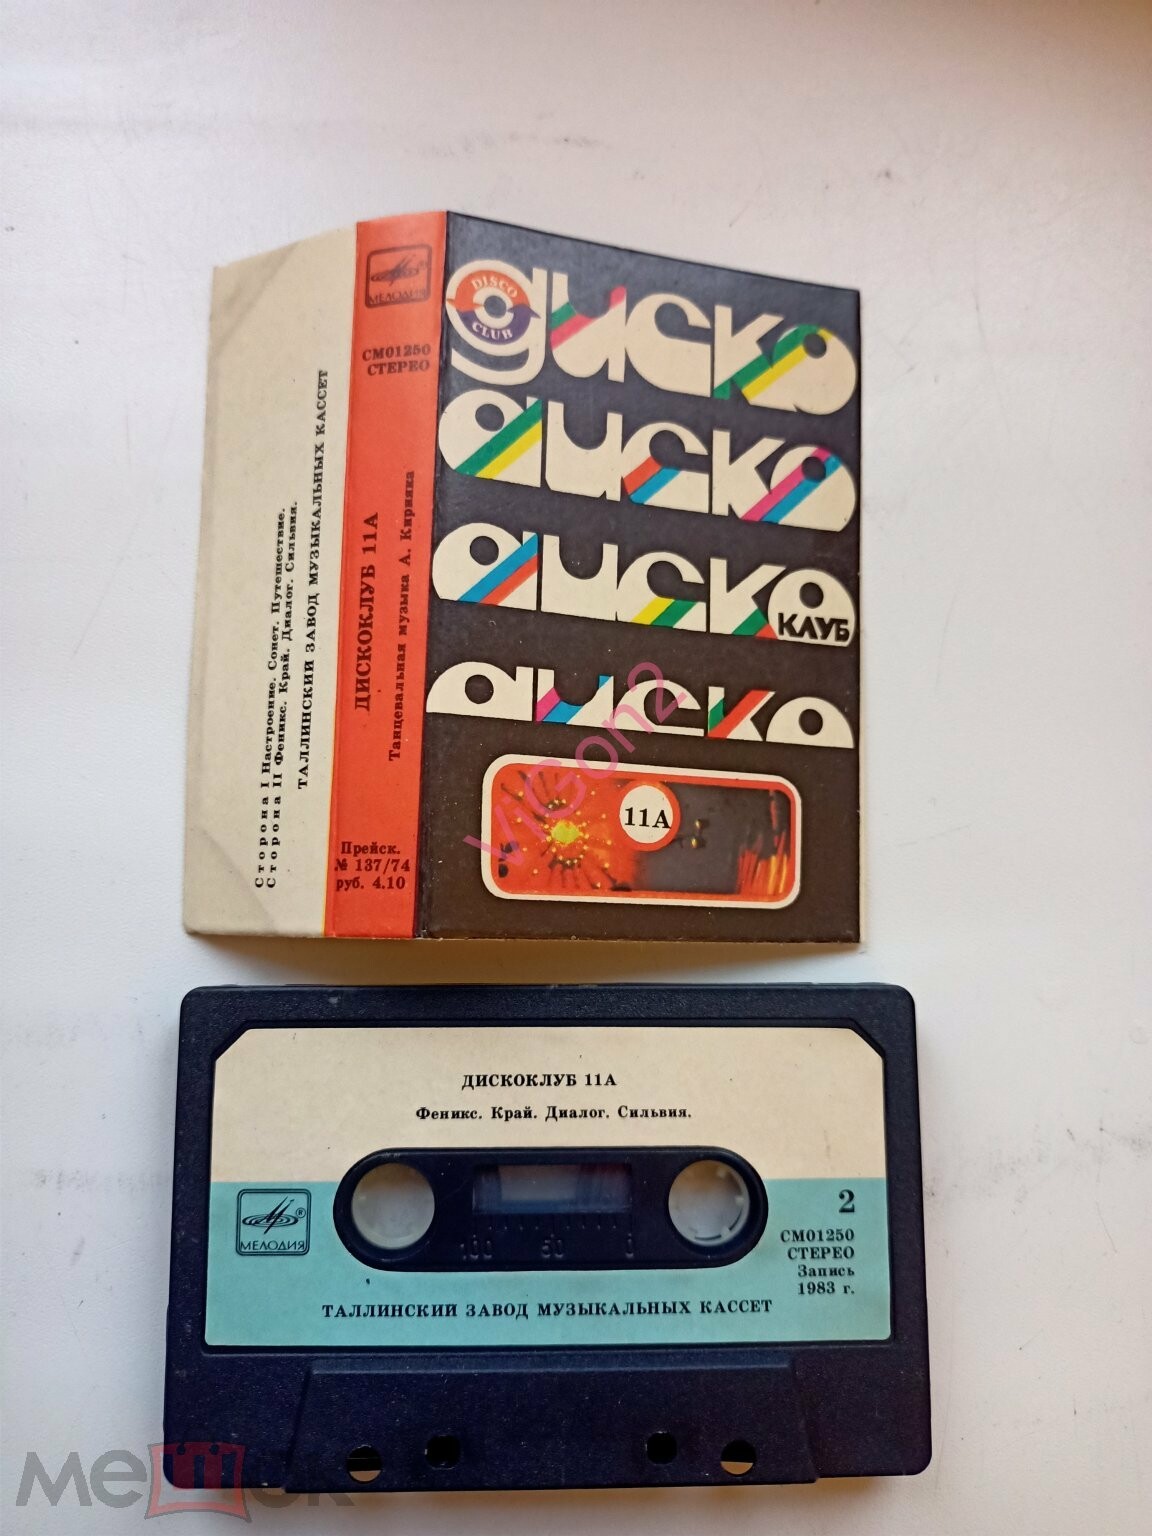 Сторона I Настроение. Сонет. Путешествие.
Сторона II Феникс. Край. Диалог. Сильвия.
ТАЛЛИНСКИЙ ЗАВОД МУЗЫКАЛЬНЫХ КАССЕТ
МЕЛОДИЯ
СМ01250
СТЕРЕО
ДИСКОКЛУБ 11А
Танцевальная музыка А. Кирияка
Прейск.
№ 137/74
руб. 4.10
DISCO
CLUB
диско
диско
диско
КЛУБ
диско
11А
VIGon2
ДИСКОКЛУБ 11А
Феникс. Край. Диалог. Сильвия.
100 50 0
МЕЛОДИЯ
2
СМ01250
СТЕРЕО
Запись
1983 г.
ТАЛЛИНСКИЙ ЗАВОД МУЗЫКАЛЬНЫХ КАССЕТ
мешок